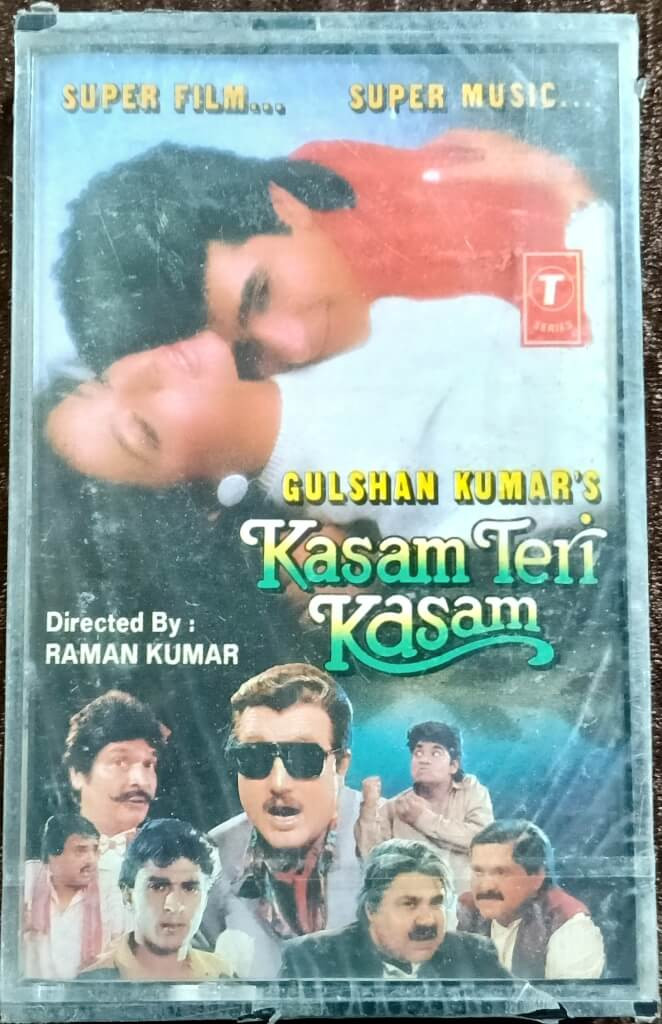 SUPER FILM... SUPER MUSIC...
T
SERIES
GULSHAN KUMAR'S
Kasam Teri
Kasam
Directed By :
RAMAN KUMAR